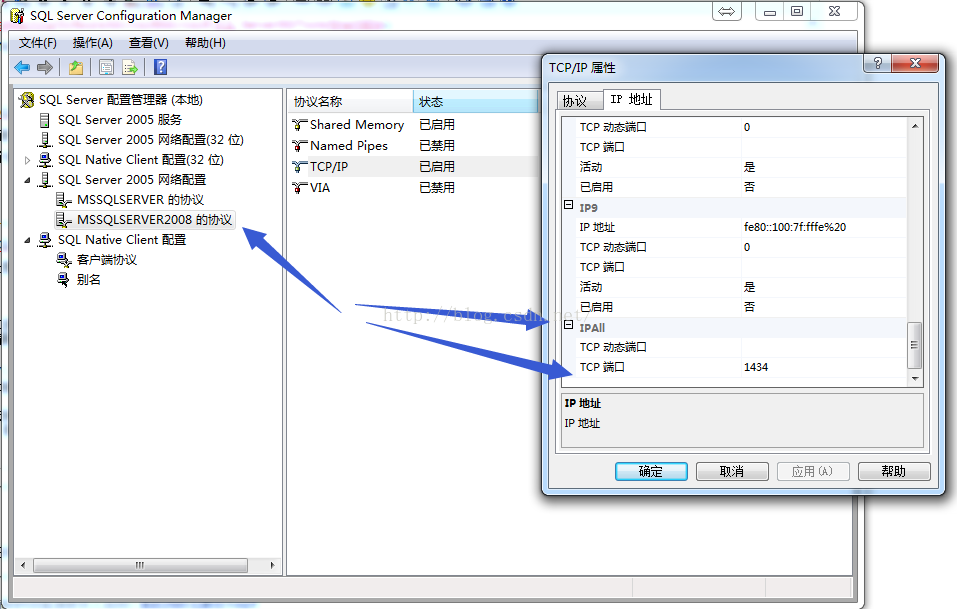 SQL Server Configuration Manager
文件(F) 操作(A) 查看(V) 帮助(H)
SQL Server 配置管理器 (本地)
SQL Server 2005 服务
SQL Server 2005 网络配置(32 位)
SQL Native Client 配置(32 位)
SQL Server 2005 网络配置
MSSQLSERVER 的协议
MSSQLSERVER2008 的协议
SQL Native Client 配置
客户端协议
别名
协议名称 状态
Shared Memory 已启用
Named Pipes 已禁用
TCP/IP 已启用
VIA 已禁用
TCP/IP 属性
协议 IP 地址
TCP 动态端口 0
TCP 端口
活动 是
已启用 否
IP9
IP 地址 fe80::100:7f:fffe%20
TCP 动态端口 0
TCP 端口
活动 是
已启用 否
IPAll
TCP 动态端口
TCP 端口 1434
IP 地址
IP 地址
确定 取消 应用(A) 帮助
http://blog.csdn.net/